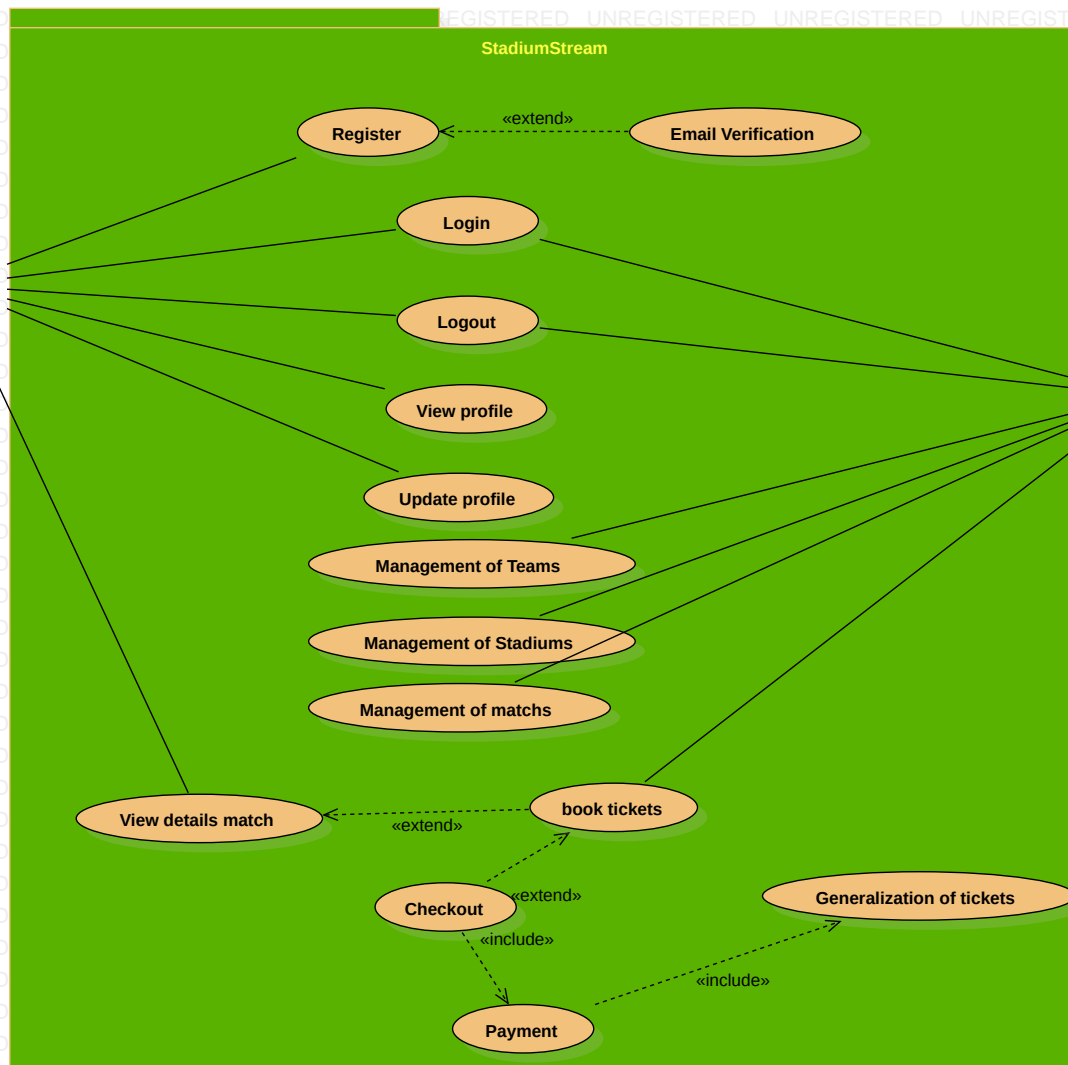 EGISTERED UNREGISTERED UNREGISTERED UNREGIST
StadiumStream
Register
«extend»
Email Verification
Login
Logout
View profile
Update profile
Management of Teams
Management of Stadiums
Management of matchs
View details match
«extend»
book tickets
Checkout
«extend»
«include»
Generalization of tickets
«include»
Payment